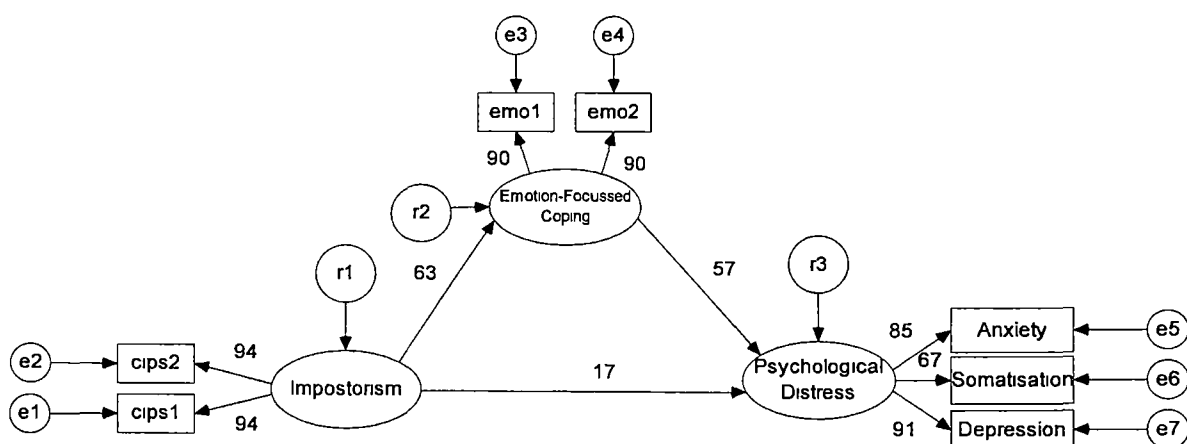 e3
e4
emo1
emo2
90
90
Emotion-Focussed
Coping
r2
r1
63
57
r3
e2
cips2
94
Impostorism
17
Psychological
Distress
85
Anxiety
e5
67
Somatisation
e6
e1
cips1
94
91
Depression
e7